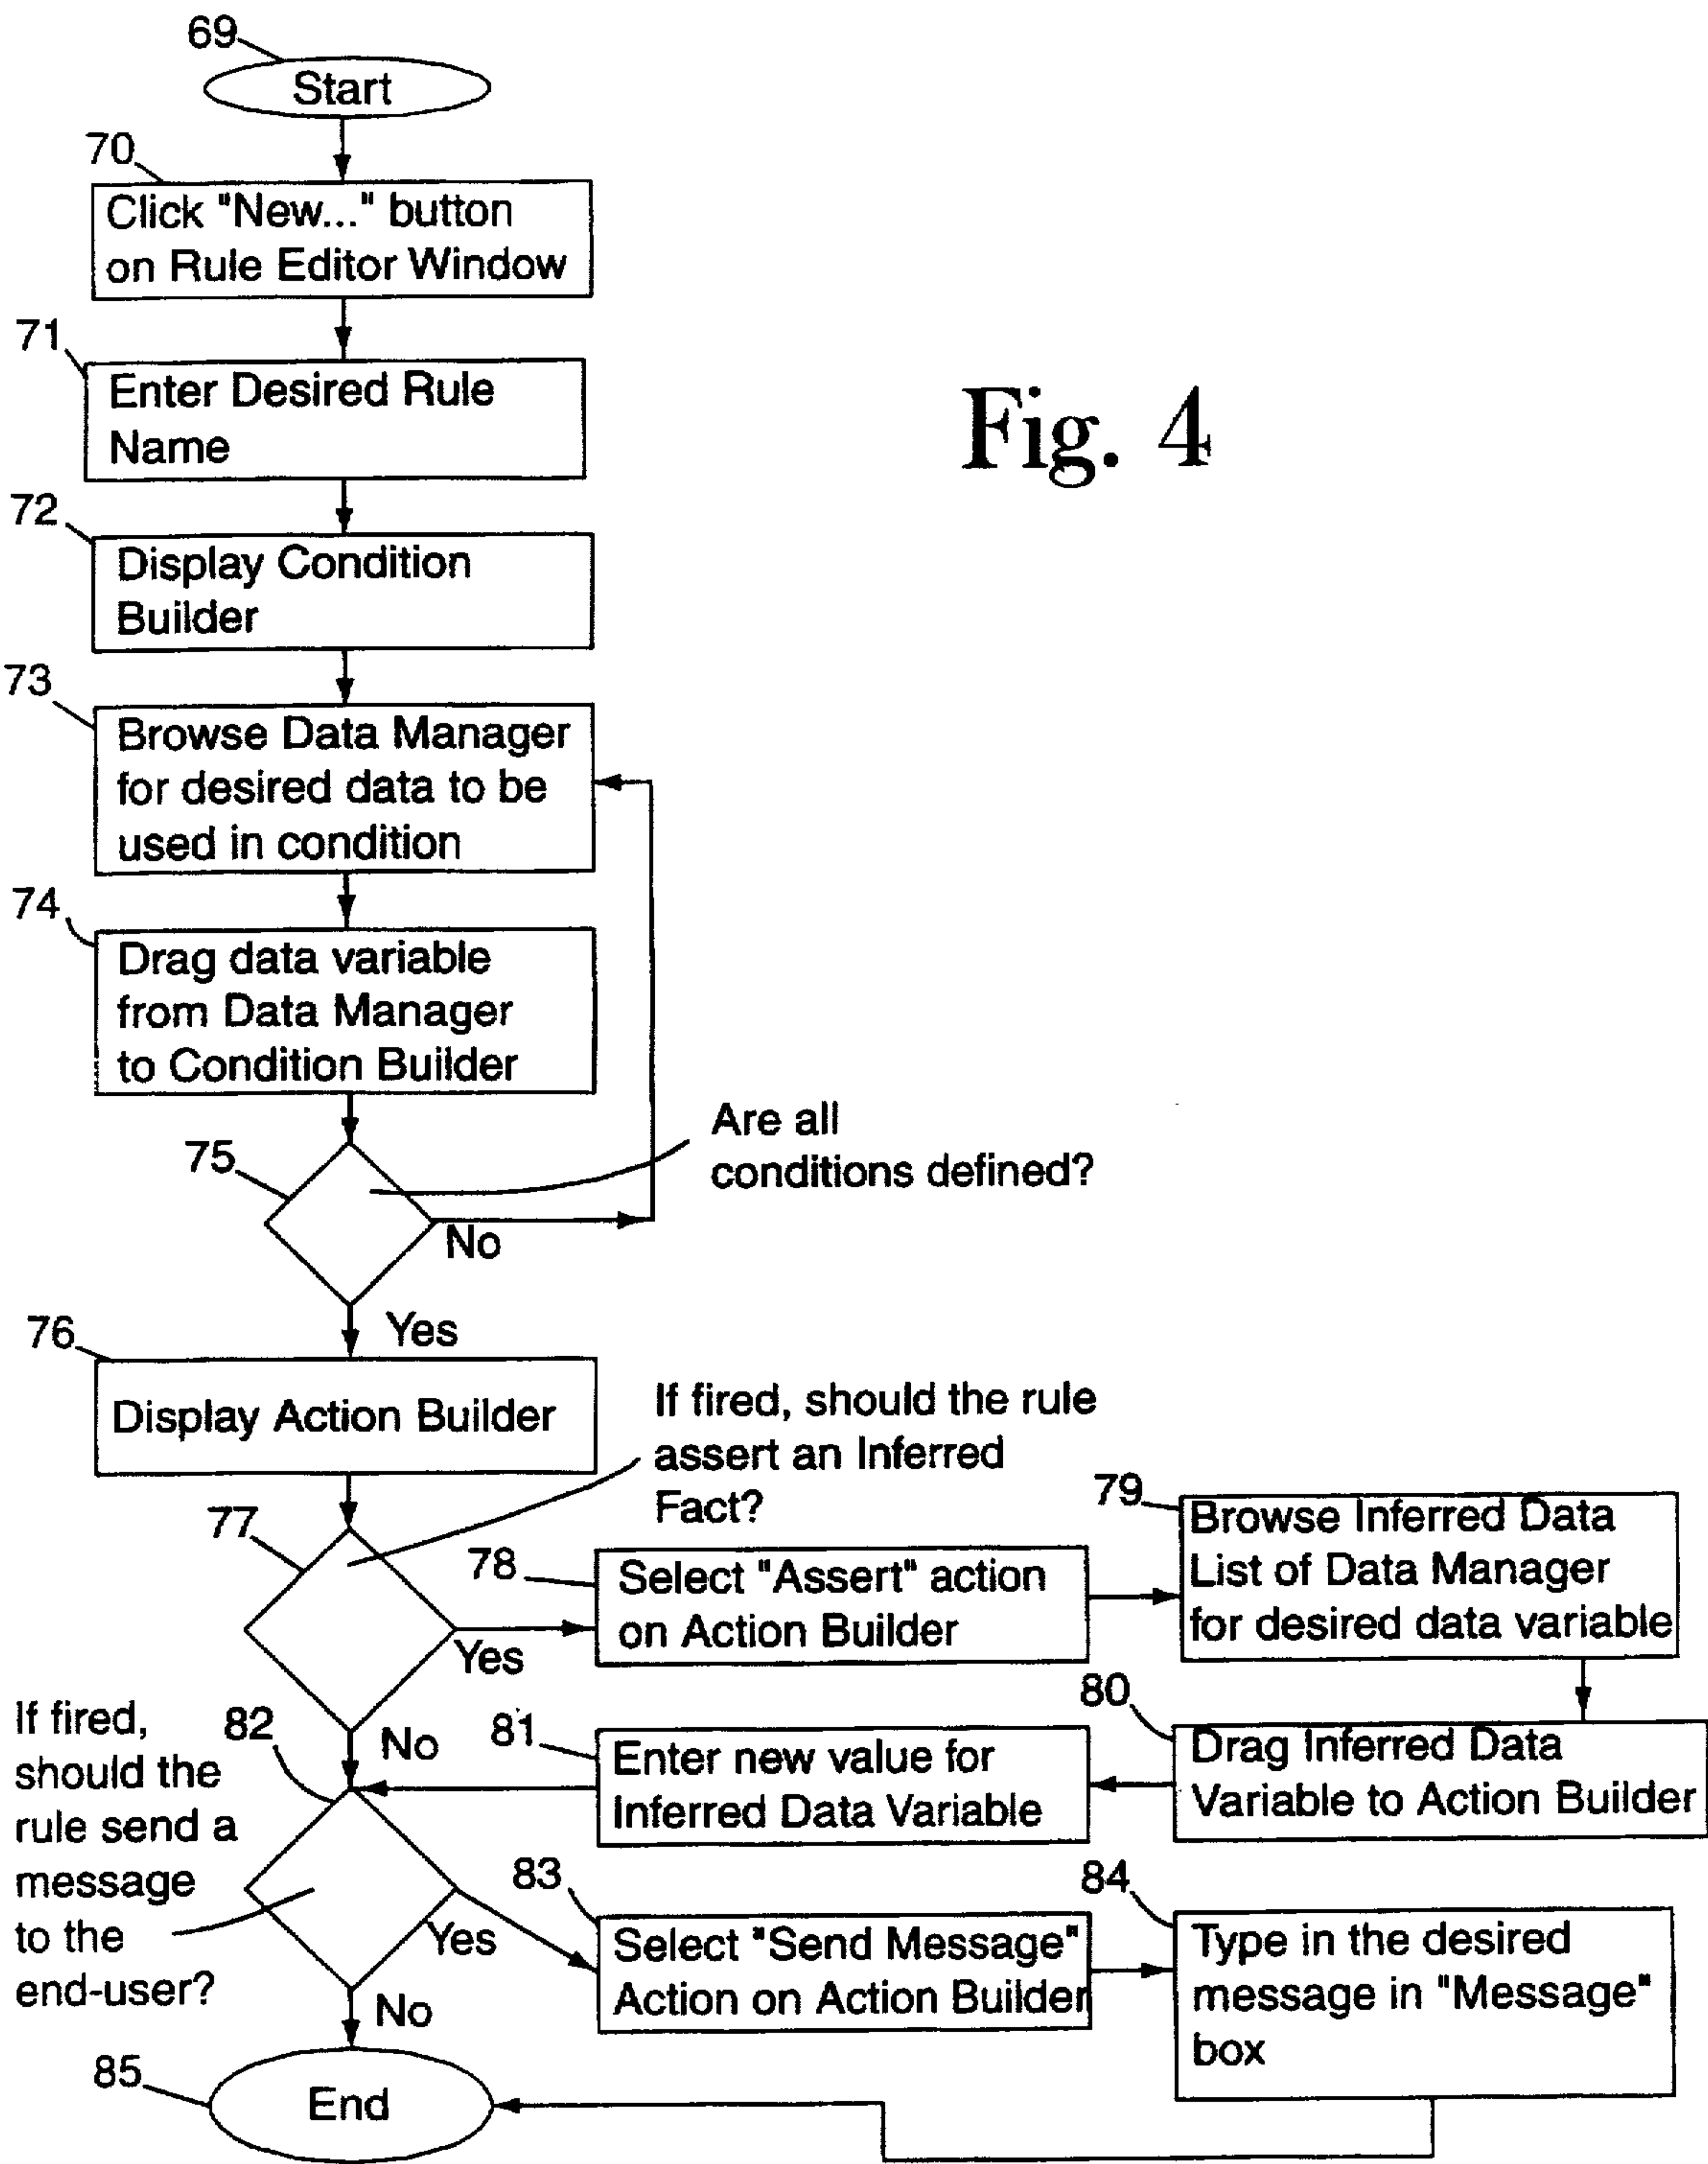 69
Start
70
Click "New..." button
on Rule Editor Window
71
Enter Desired Rule
Name
Fig. 4
72
Display Condition
Builder
73
Browse Data Manager
for desired data to be
used in condition
74
Drag data variable
from Data Manager
to Condition Builder
Are all
conditions defined?
75
No
Yes
76
Display Action Builder
If fired, should the rule
assert an Inferred
Fact?
77
Yes
78
Select "Assert" action
on Action Builder
79
Browse Inferred Data
List of Data Manager
for desired data variable
80
Drag Inferred Data
Variable to Action Builder
81
Enter new value for
Inferred Data Variable
No
82
If fired,
should the
rule send a
message
to the
end-user?
Yes
83
Select "Send Message"
Action on Action Builder
84
Type in the desired
message in "Message"
box
No
85
End